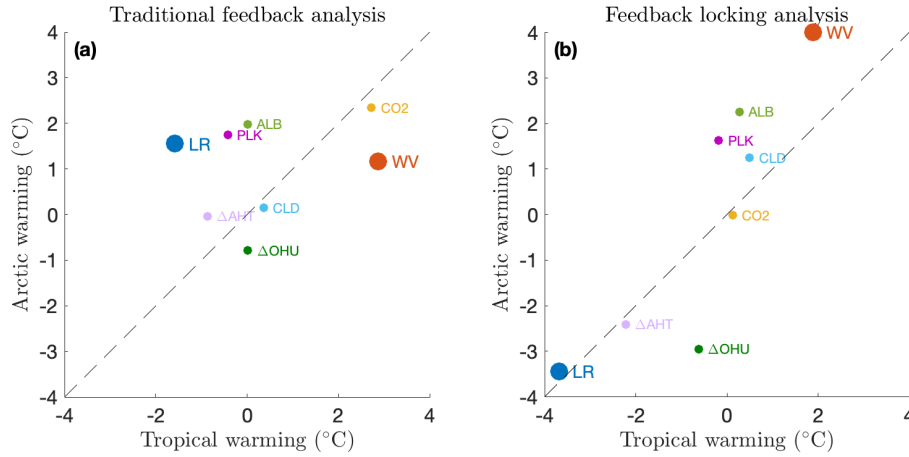 Traditional feedback analysis
(a)
4
3
2
1
0
-1
-2
-3
-4
-4
-2
0
2
4
Arctic warming (°C)
Tropical warming (°C)
CO2
ALB
PLK
LR
WV
CLD
ΔAHT
ΔOHU
Feedback locking analysis
(b)
4
3
2
1
0
-1
-2
-3
-4
-4
-2
0
2
4
Arctic warming (°C)
Tropical warming (°C)
WV
ALB
PLK
CLD
CO2
ΔAHT
ΔOHU
LR